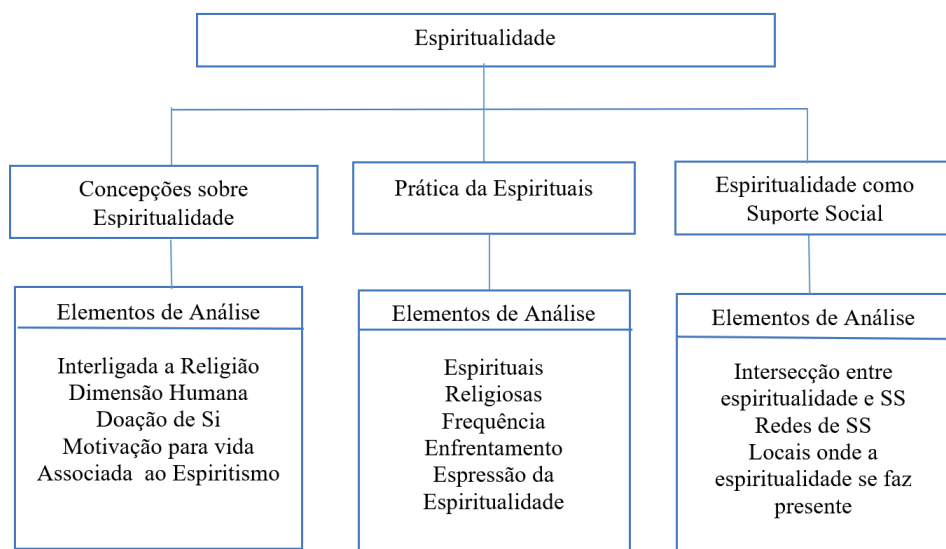 Espiritualidade
Concepções sobre
Espiritualidade
Prática da Espirituais
Espiritualidade como
Suporte Social
Elementos de Análise
Interligada a Religião
Dimensão Humana
Doação de Si
Motivação para vida
Associada ao Espiritismo
Elementos de Análise
Espirituais
Religiosas
Frequência
Enfrentamento
Espressão da
Espiritualidade
Elementos de Análise
Intersecção entre
espiritualidade e SS
Redes de SS
Locais onde a
espiritualidade se faz
presente